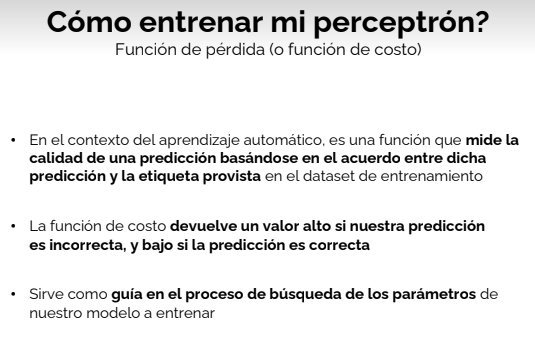 Cómo entrenar mi perceptrón?
Función de pérdida (o función de costo)
• En el contexto del aprendizaje automático, es una función que mide la
calidad de una predicción basándose en el acuerdo entre dicha
predicción y la etiqueta provista en el dataset de entrenamiento
• La función de costo devuelve un valor alto si nuestra predicción
es incorrecta, y bajo si la predicción es correcta
• Sirve como guía en el proceso de búsqueda de los parámetros de
nuestro modelo a entrenar